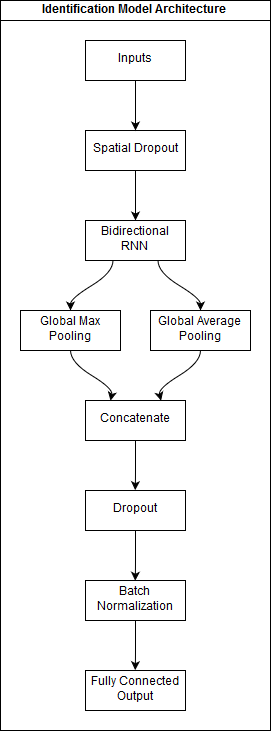 Identification Model Architecture
Inputs
Spatial Dropout
Bidirectional
RNN
Global Max
Pooling
Global Average
Pooling
Concatenate
Dropout
Batch
Normalization
Fully Connected
Output